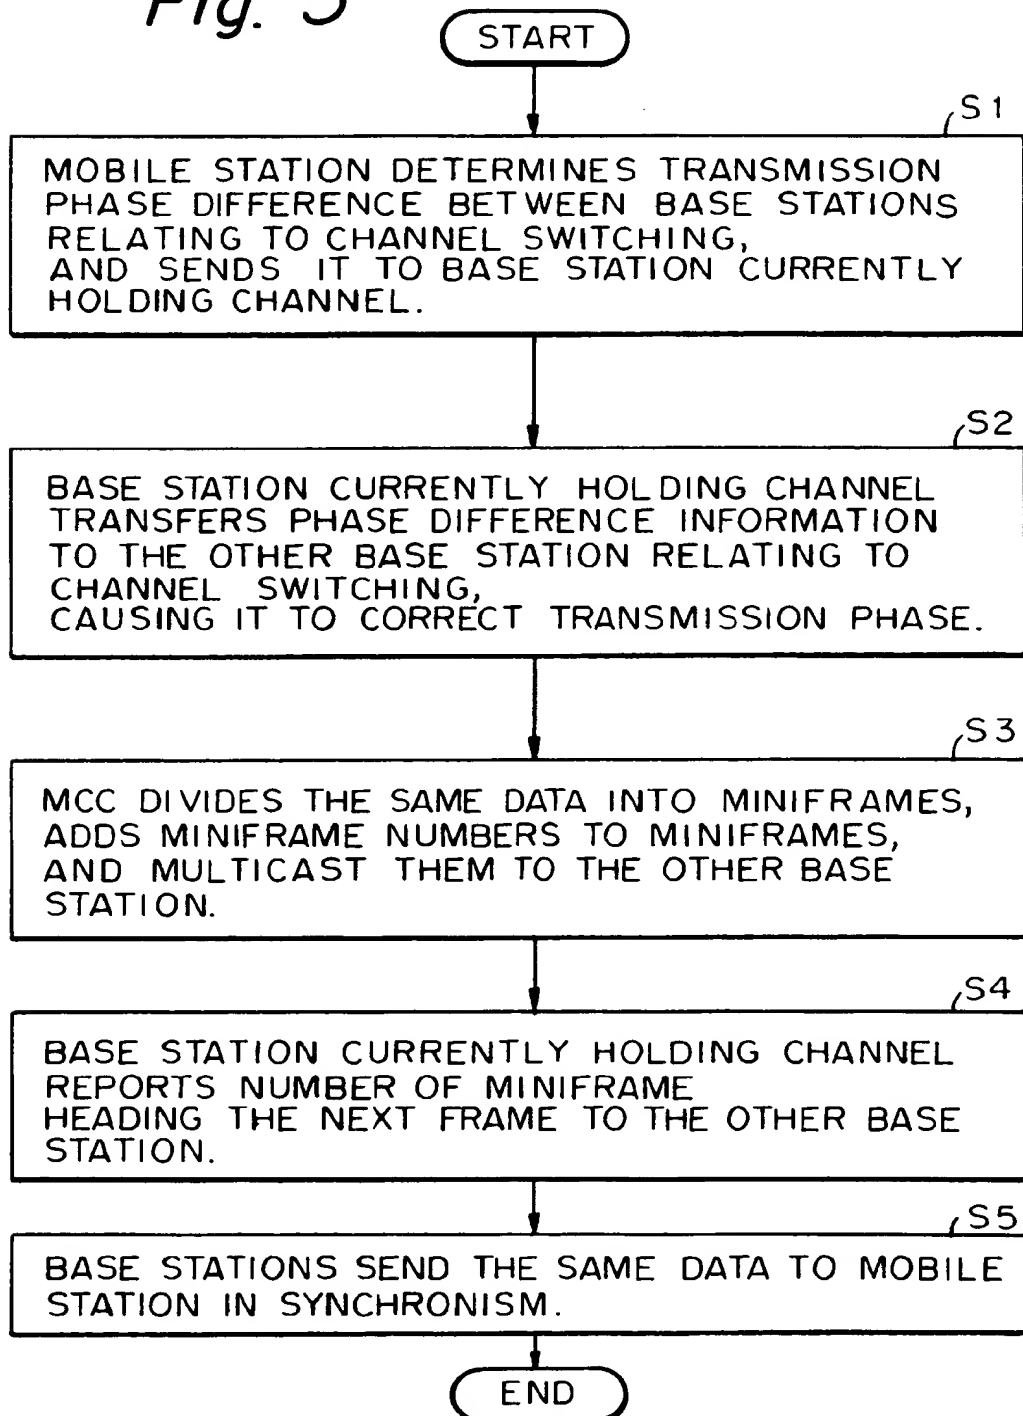 Fig. 3
START
S1
MOBILE STATION DETERMINES TRANSMISSION
PHASE DIFFERENCE BETWEEN BASE STATIONS
RELATING TO CHANNEL SWITCHING,
AND SENDS IT TO BASE STATION CURRENTLY
HOLDING CHANNEL.
S2
BASE STATION CURRENTLY HOLDING CHANNEL
TRANSFERS PHASE DIFFERENCE INFORMATION
TO THE OTHER BASE STATION RELATING TO
CHANNEL SWITCHING,
CAUSING IT TO CORRECT TRANSMISSION PHASE.
S3
MCC DIVIDES THE SAME DATA INTO MINIFRAMES,
ADDS MINIFRAME NUMBERS TO MINIFRAMES,
AND MULTICAST THEM TO THE OTHER BASE
STATION.
S4
BASE STATION CURRENTLY HOLDING CHANNEL
REPORTS NUMBER OF MINIFRAME
HEADING THE NEXT FRAME TO THE OTHER BASE
STATION.
S5
BASE STATIONS SEND THE SAME DATA TO MOBILE
STATION IN SYNCHRONISM.
END